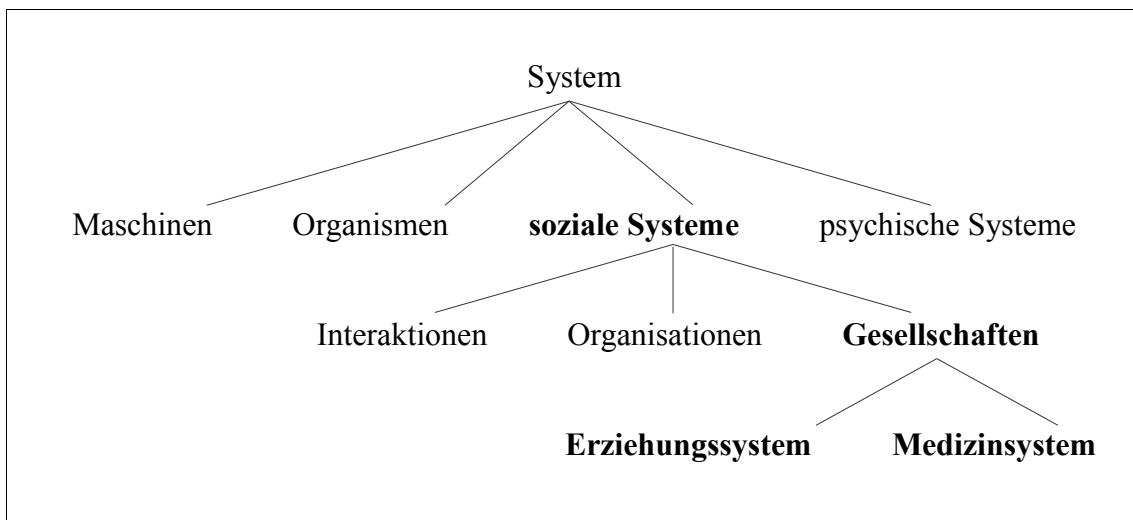 System
Maschinen Organismen soziale Systeme psychische Systeme
Interaktionen Organisationen Gesellschaften
Erziehungssystem Medizinsystem